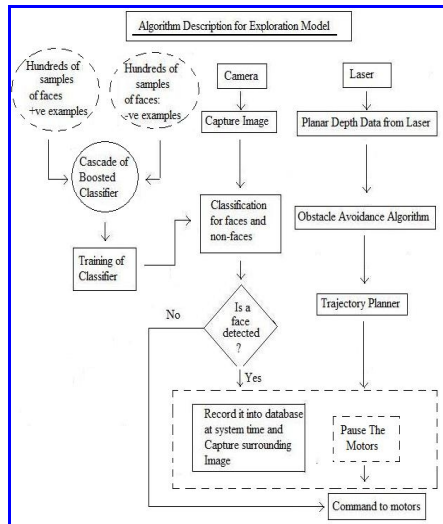 Algorithm Description for Exploration Model
Hundreds of
samples
of faces
+ve examples
Hundreds of
samples
of faces:
-ve examples
Camera
Laser
Capture Image
Planar Depth Data from Laser
Cascade of
Boosted
Classifier
Classification
for faces and
non-faces
Obstacle Avoidance Algorithm
Training of
Classifier
Trajectory Planner
Is a
face
detected
?
No
Yes
Record it into database
at system time and
Capture surrounding
Image
Pause The
Motors
Command to motors